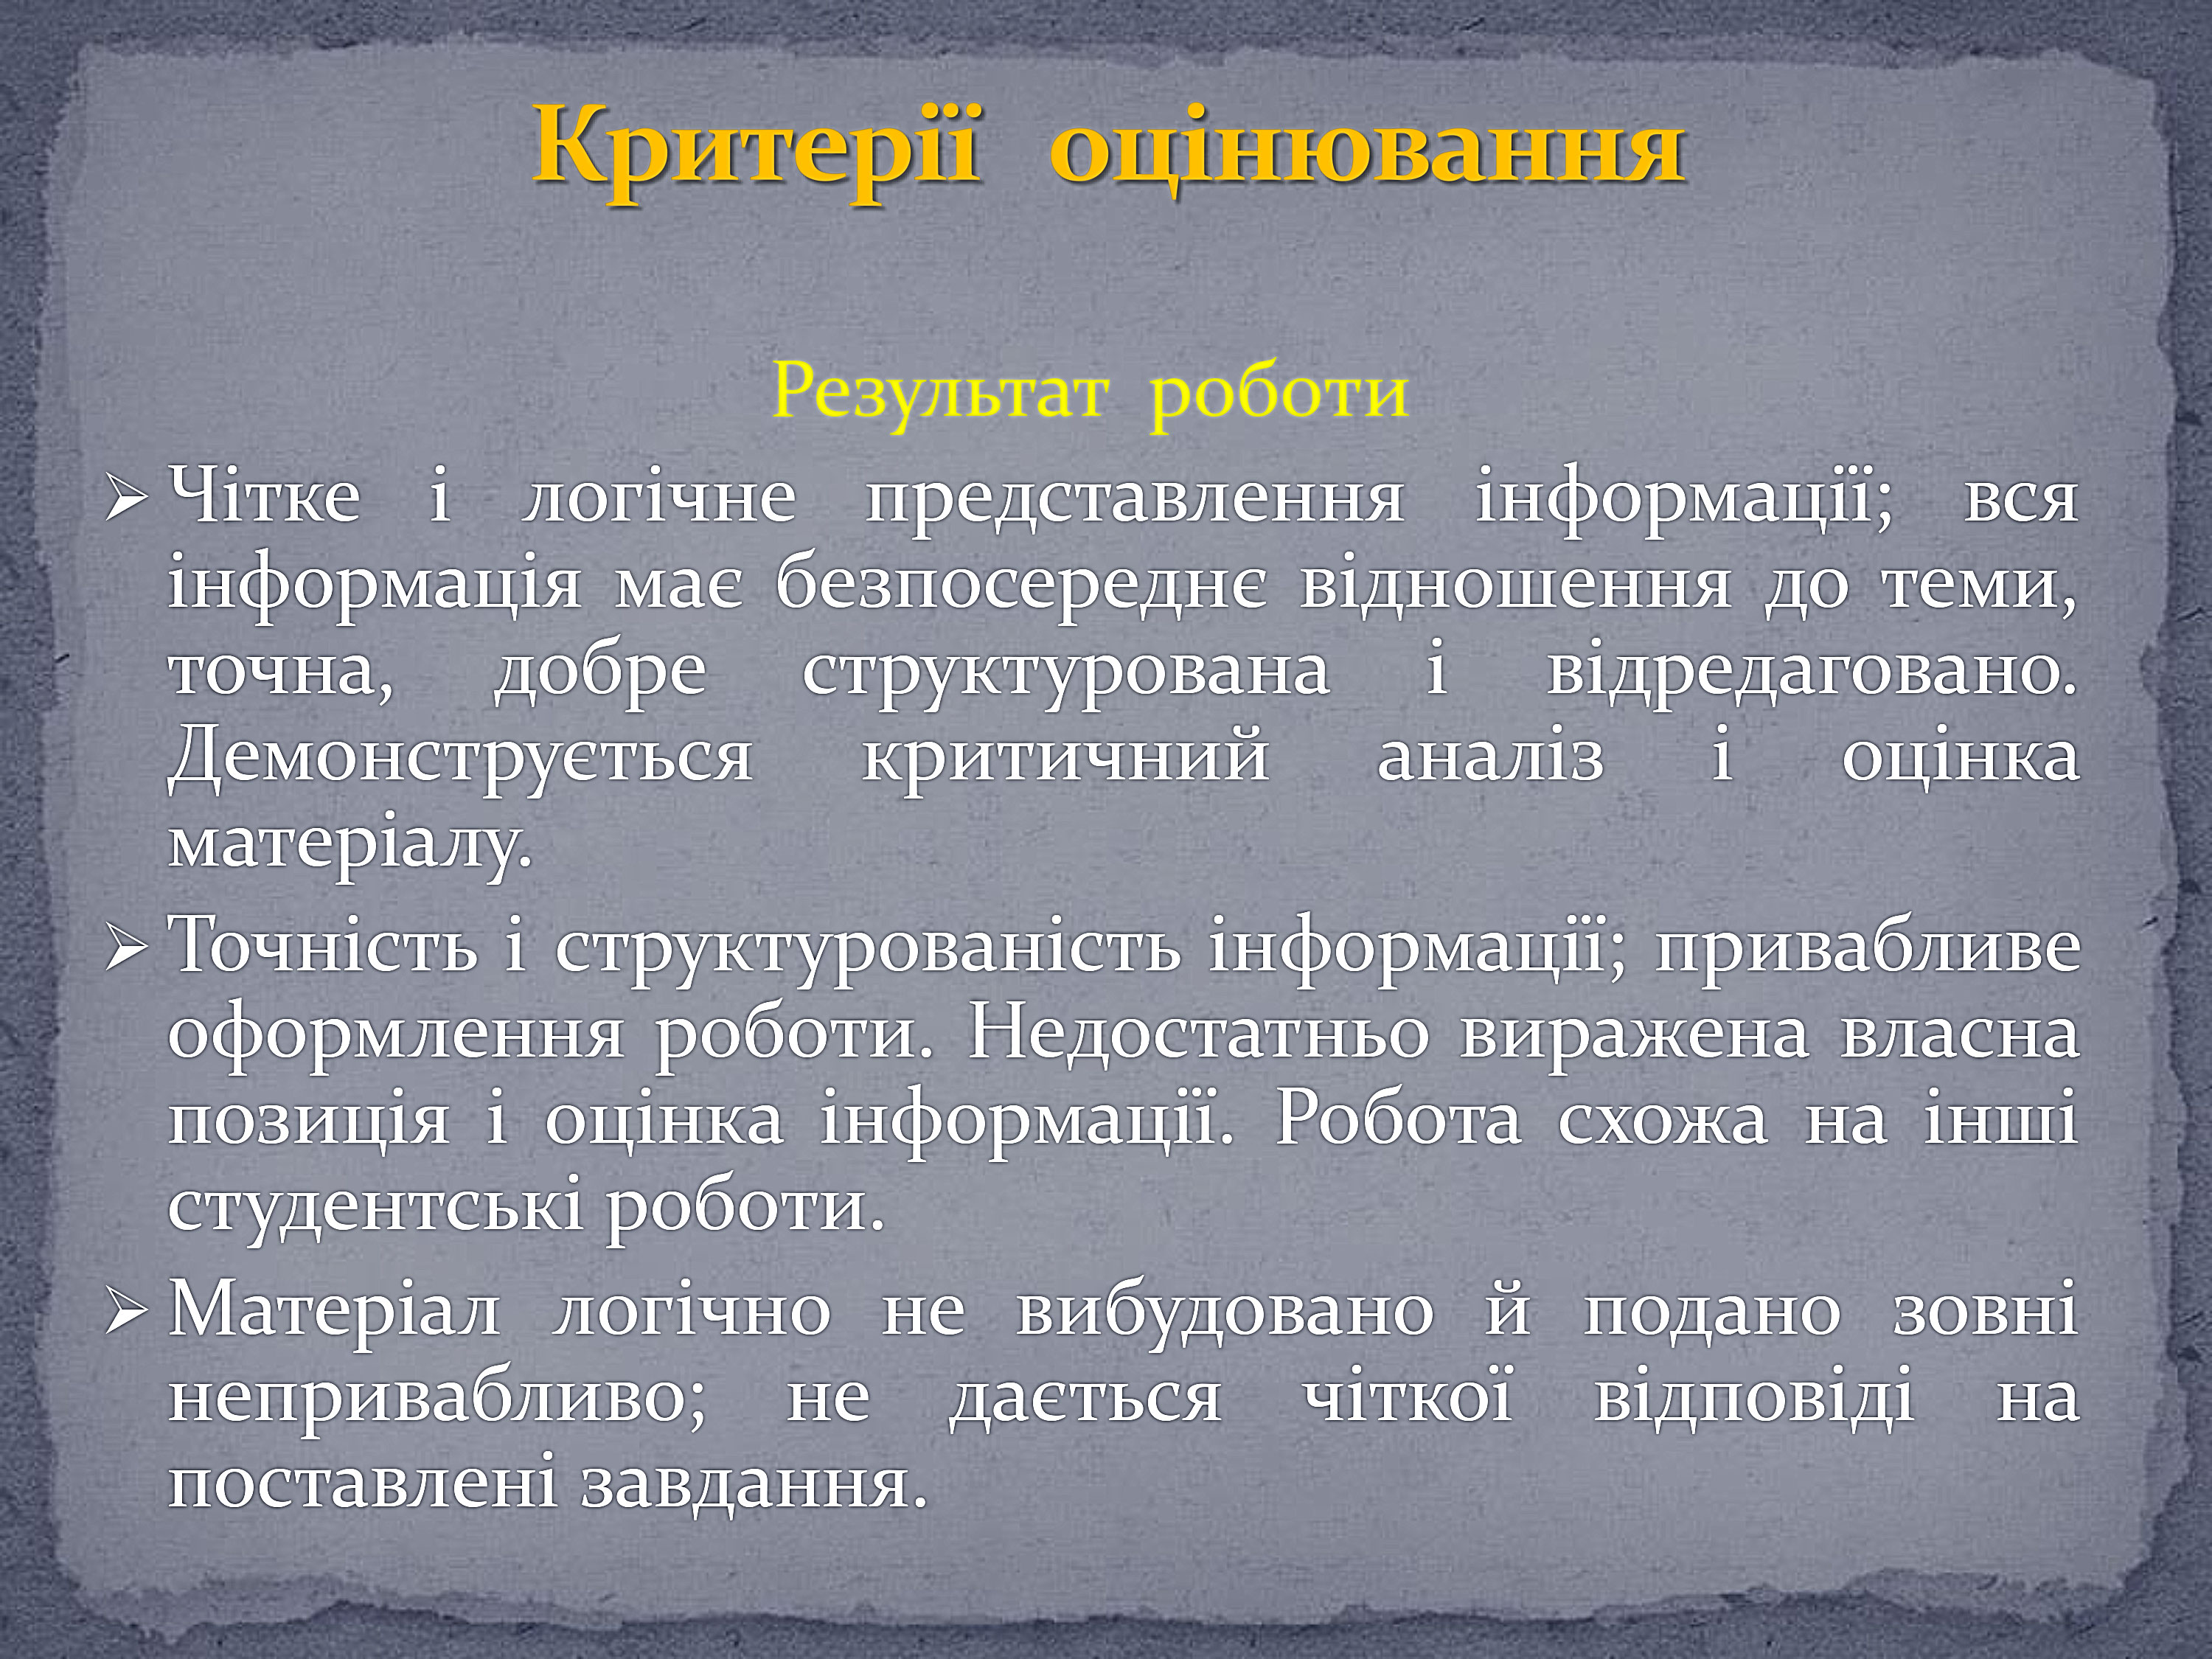 Критерії оцінювання
Результат роботи
Чітке і логічне представлення інформації; вся
інформація має безпосереднє відношення до теми,
точна, добре структурована і відредаговано.
Демонструється критичний аналіз і оцінка
матеріалу.
Точність і структурованість інформації; привабливе
оформлення роботи. Недостатньо виражена власна
позиція і оцінка інформації. Робота схожа на інші
студентські роботи.
Матеріал логічно не вибудовано й подано зовні
непривабливо; не дається чіткої відповіді на
поставлені завдання.